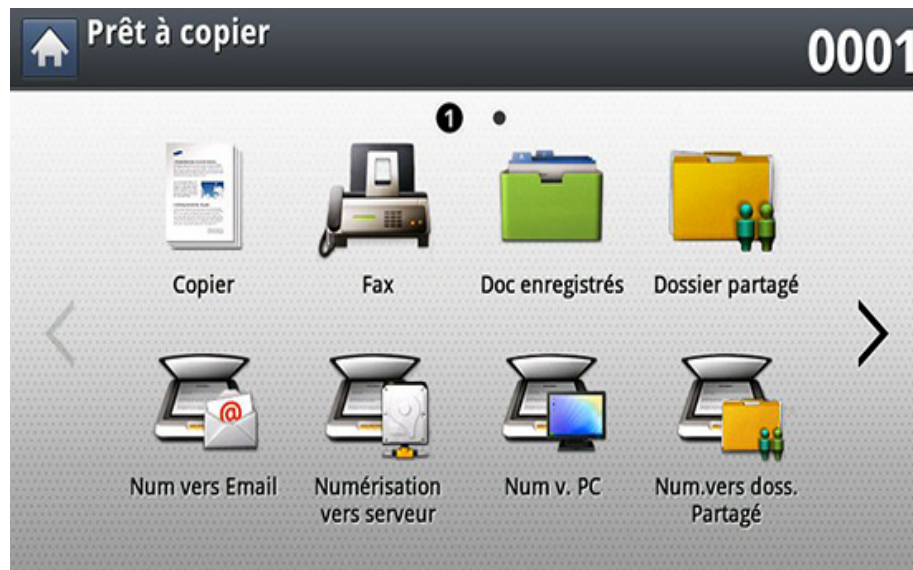 Prêt à copier
0001
1
Copier
Fax
Doc enregistrés
Dossier partagé
Num vers Email
Numérisation
vers serveur
Num v. PC
Num.vers doss.
Partagé